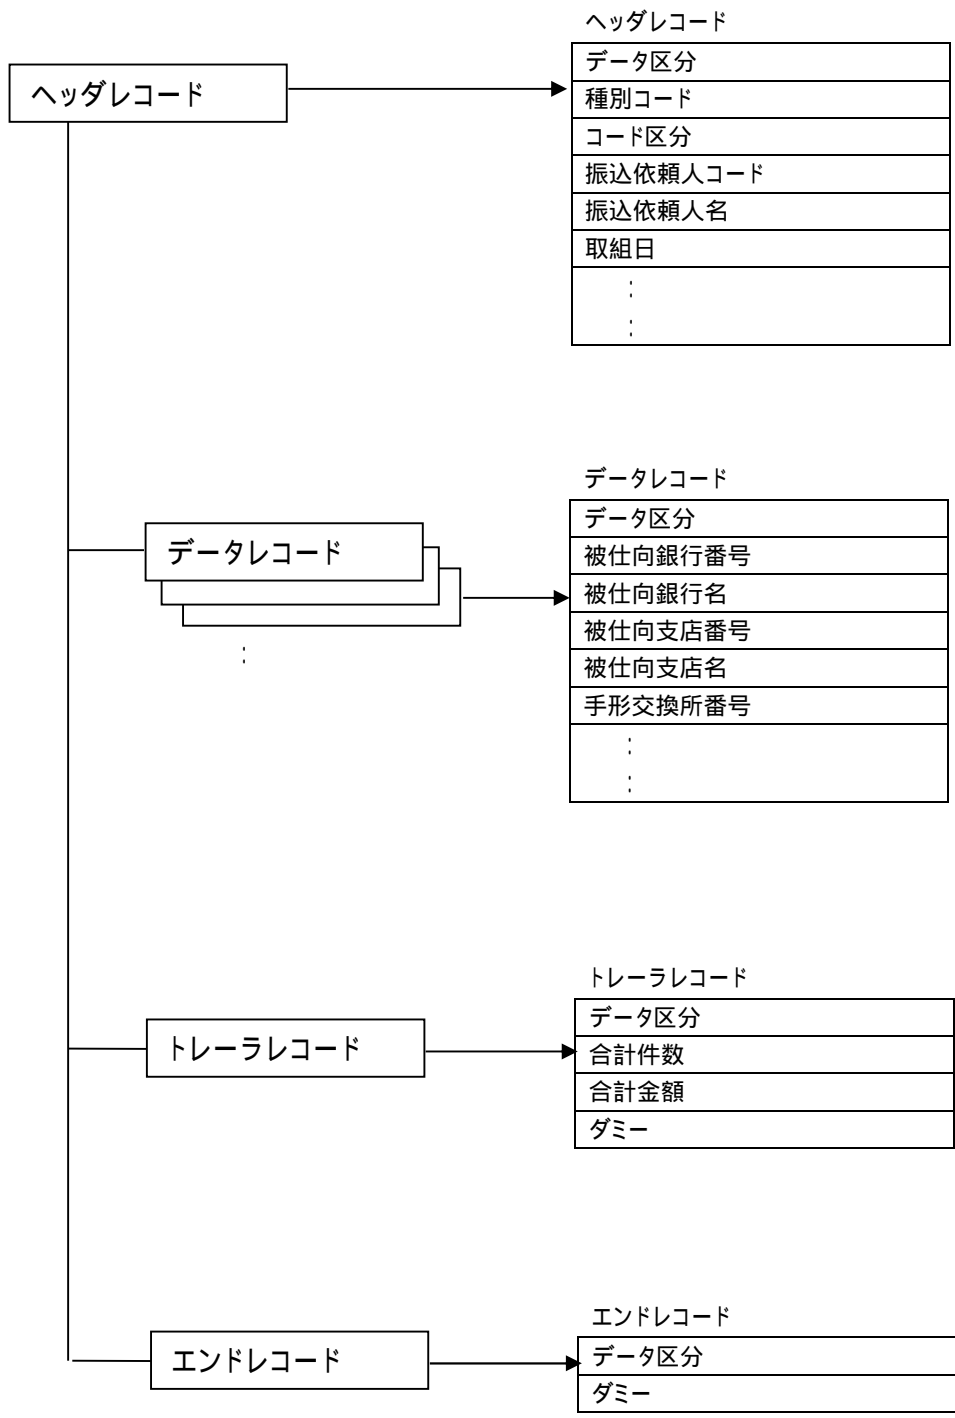 ヘッダレコード
ヘッダレコード
データ区分
種別コード
コード区分
振込依頼人コード
振込依頼人名
取組日
:
:
データレコード
:
データレコード
データ区分
被仕向銀行番号
被仕向銀行名
被仕向支店番号
被仕向支店名
手形交換所番号
:
:
トレーラレコード
トレーラレコード
データ区分
合計件数
合計金額
ダミー
エンドレコード
エンドレコード
データ区分
ダミー